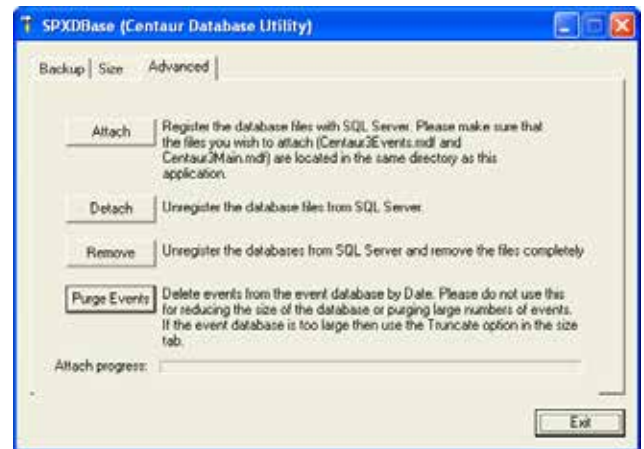 SPXDBase (Centaur Database Utility)
Backup Size Advanced
Attach
Register the database files with SQL Server. Please make sure that
the files you wish to attach (Centaur3Events.mdf and
Centaur3Main.mdf) are located in the same directory as this
application.
Detach
Unregister the database files from SQL Server.
Remove
Unregister the databases from SQL Server and remove the files completely
Purge Events
Delete events from the event database by Date. Please do not use this
for reducing the size of the database or purging large numbers of events.
If the event database is too large then use the Truncate option in the size
tab.
Attach progress:
Exit